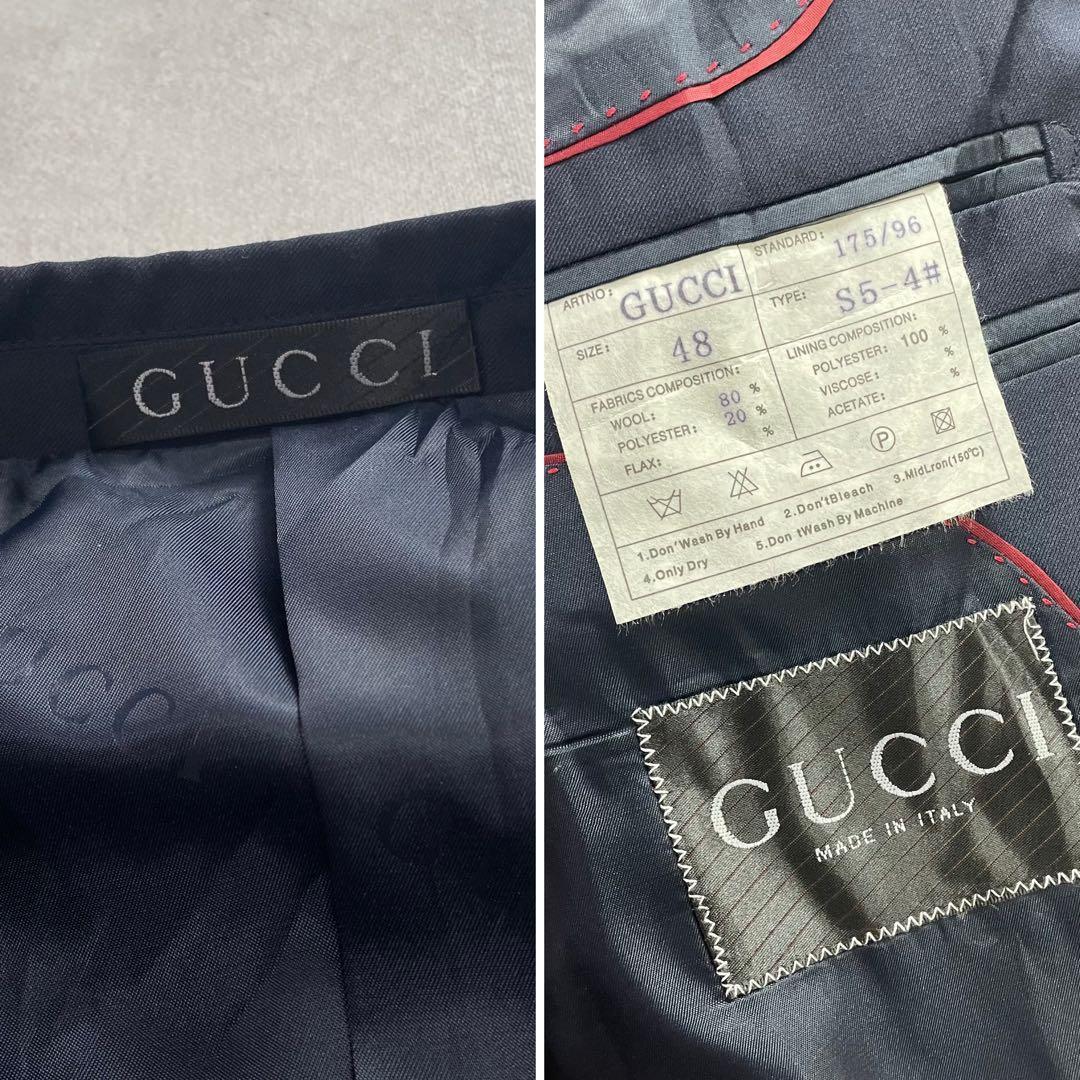 GUCCI
ARTNO: GUCCI
STANDARD: 175/96
SIZE: 48
TYPE: S5-4#
FABRICS COMPOSITION:
WOOL: 80 %
POLYESTER: 20 %
FLAX: %
LINING COMPOSITION:
POLYESTER: 100 %
VISCOSE: %
ACETATE:
P
1.Don'Wash By Hand 2.Don'tBleach 3.MidLron(150℃)
4.Only Dry 5.Don tWash By Machine
GUCCI
MADE IN ITALY